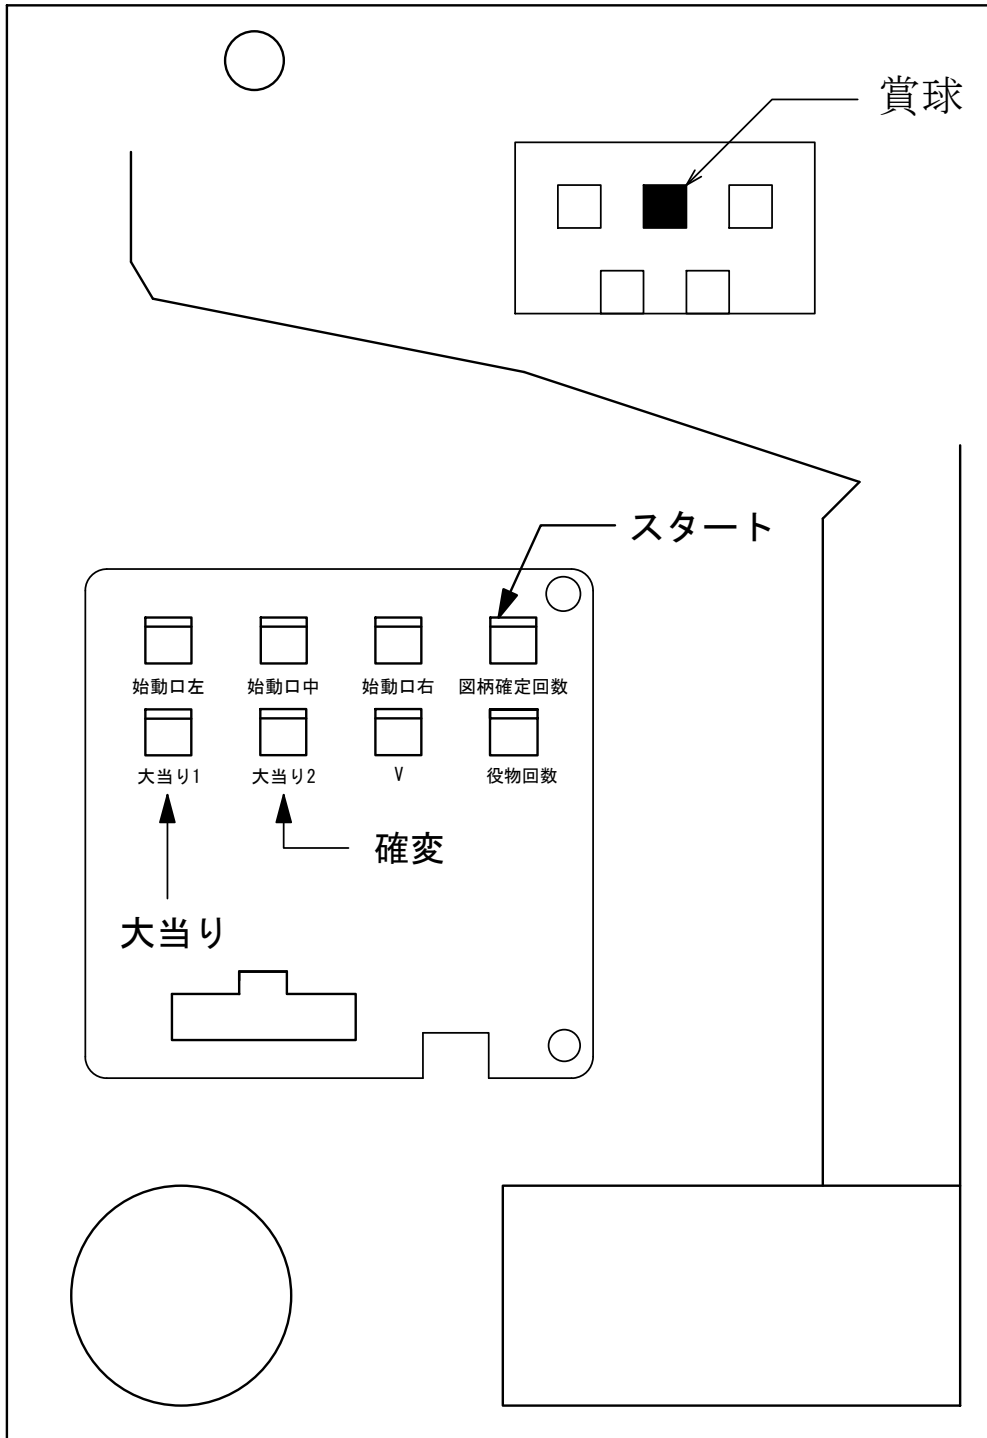 賞球
スタート
始動口左 始動口中 始動口右 図柄確定回数
大当り1 大当り2 V 役物回数
確変
大当り